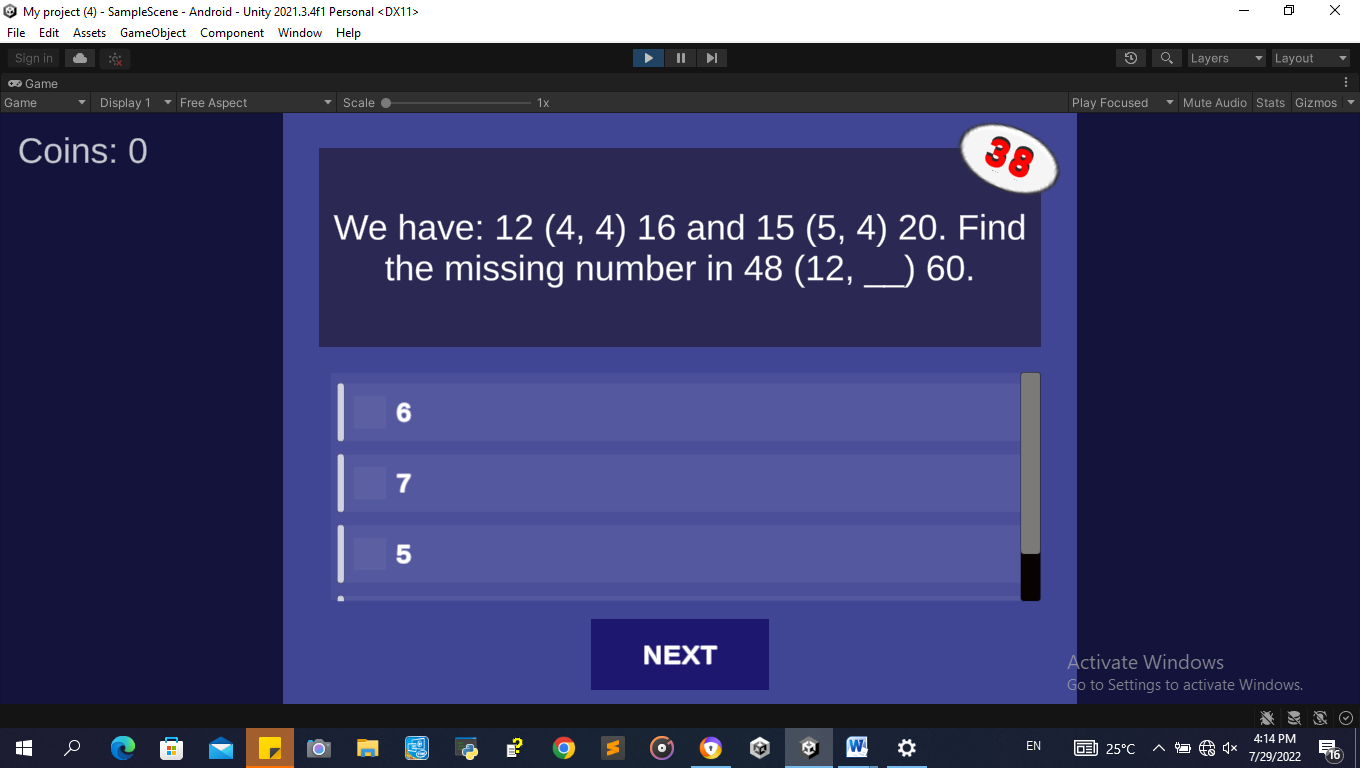 My project (4) - SampleScene - Android - Unity 2021.3.4f1 Personal <DX11>
File Edit Assets GameObject Component Window Help
Sign in
Layers
Layout
Game
Game
Display 1
Free Aspect
Scale
1x
Play Focused
Mute Audio
Stats
Gizmos
Coins: 0
38
We have: 12 (4, 4) 16 and 15 (5, 4) 20. Find
the missing number in 48 (12, __) 60.
6
7
5
NEXT
Activate Windows
Go to Settings to activate Windows.
EN
25°C
4:14 PM
7/29/2022
16